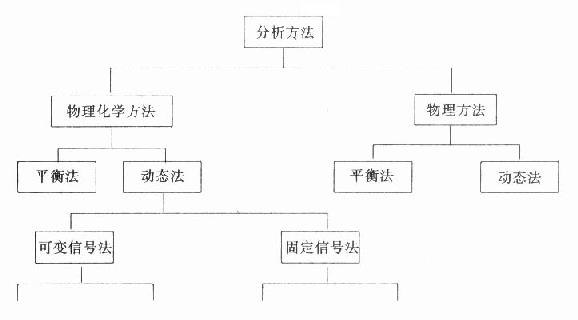 分析方法
物理化学方法
物理方法
平衡法
动态法
平衡法
动态法
可变信号法
固定信号法